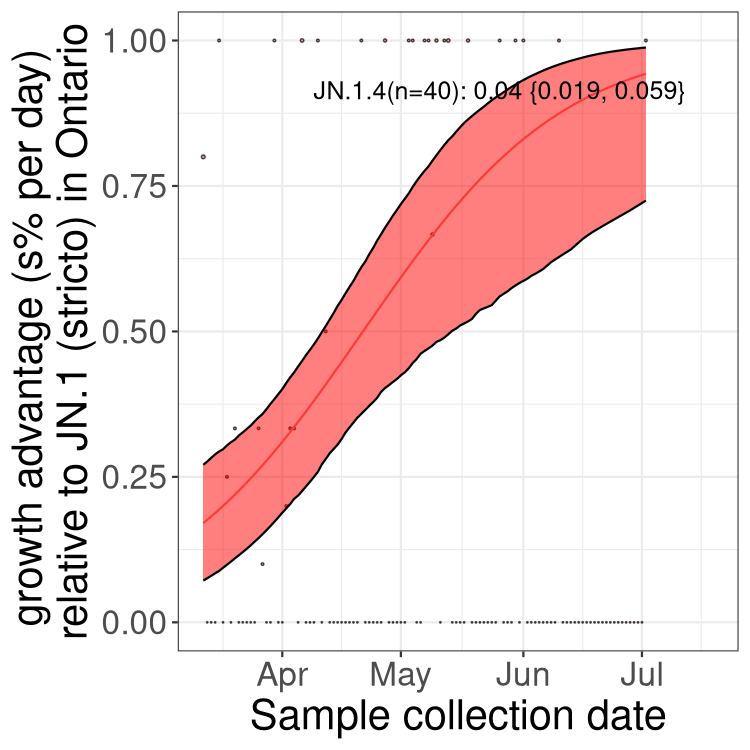 growth advantage (s% per day)
relative to JN.1 (stricto) in Ontario
1.00
0.75
0.50
0.25
0.00
JN.1.4(n=40): 0.04 {0.019, 0.059}
Apr May Jun Jul
Sample collection date